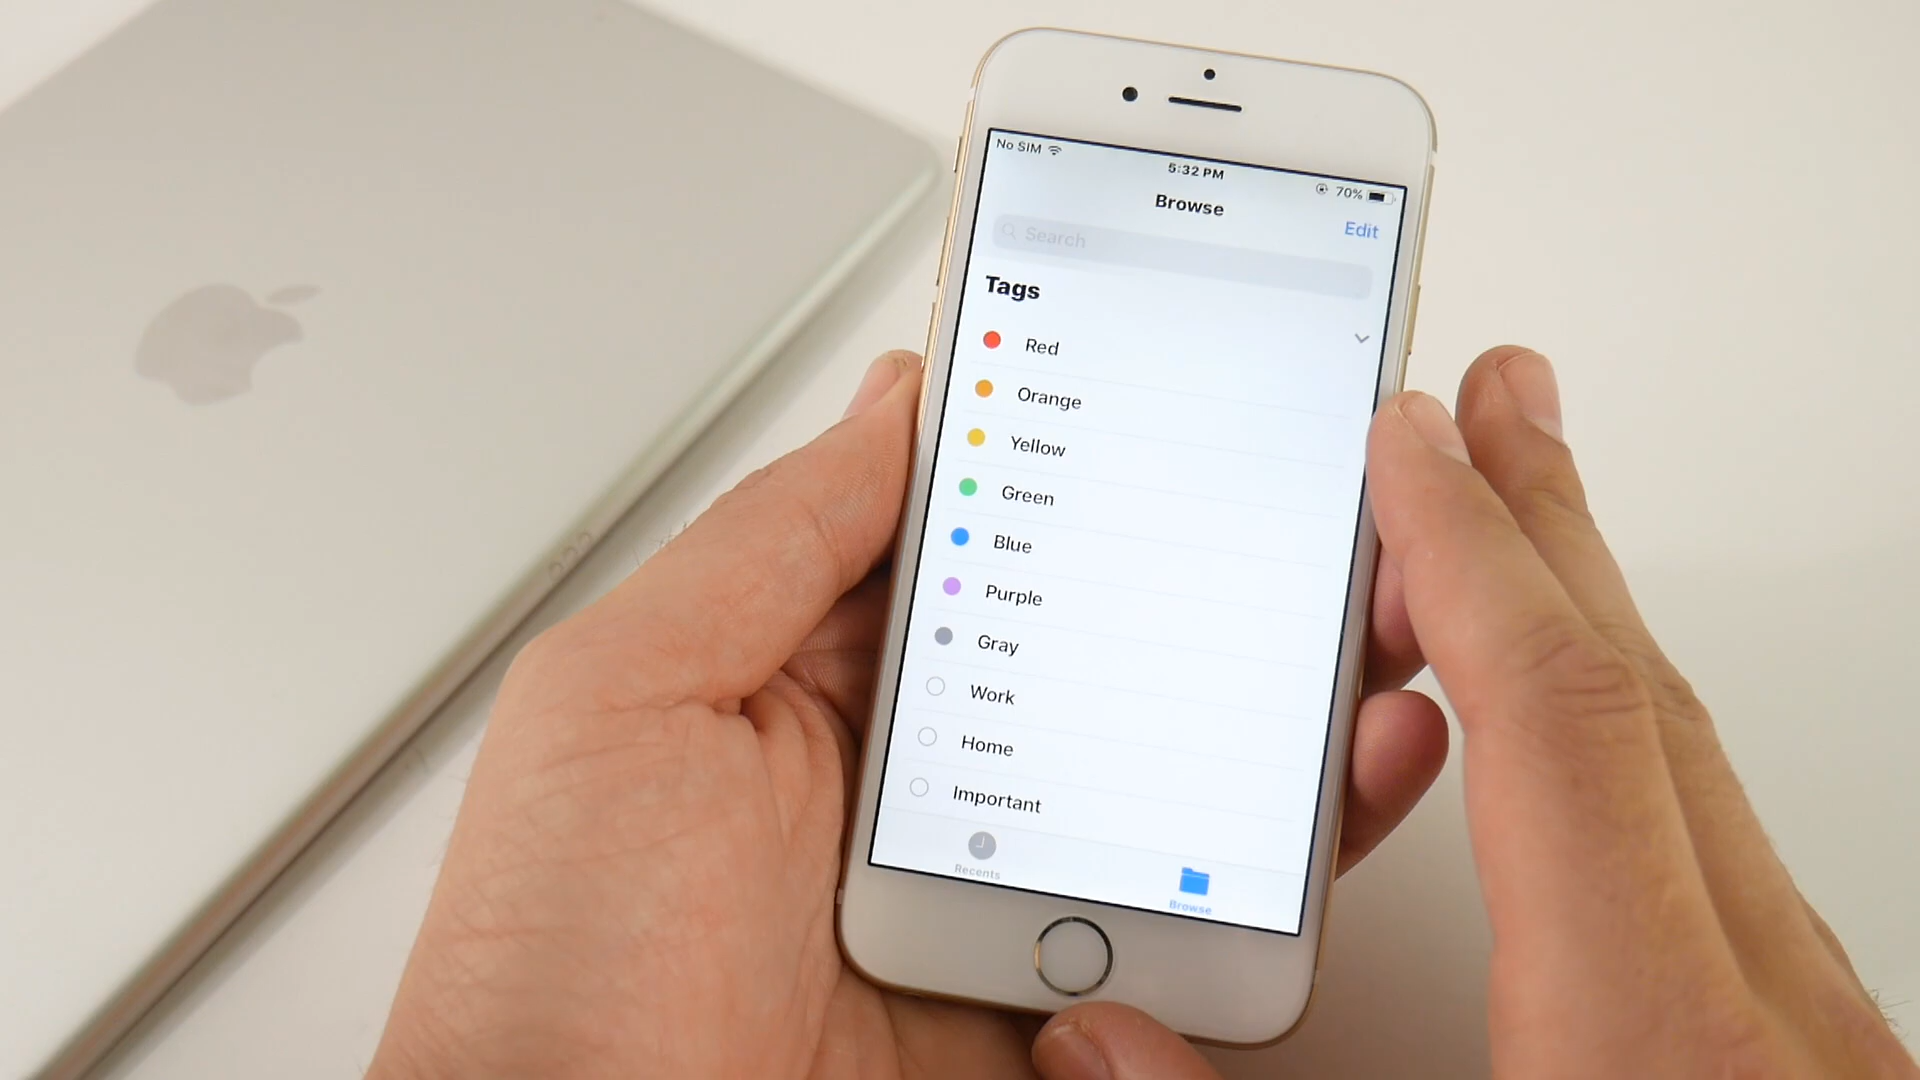 No SIM
5:32 PM
70%
Browse
Edit
Search
Tags
Red
Orange
Yellow
Green
Blue
Purple
Gray
Work
Home
Important
Recents
Browse